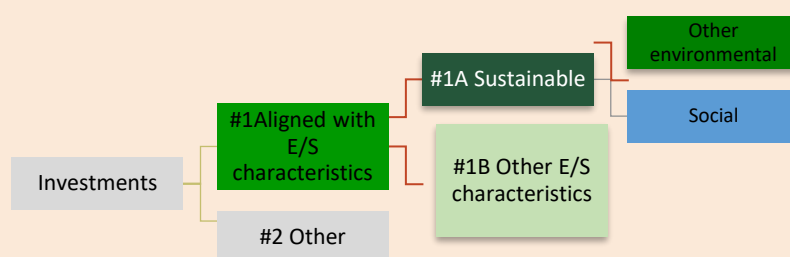 Other
environmental
#1A Sustainable
#1Aligned with
E/S
characteristics
Social
#1B Other E/S
characteristics
Investments
#2 Other